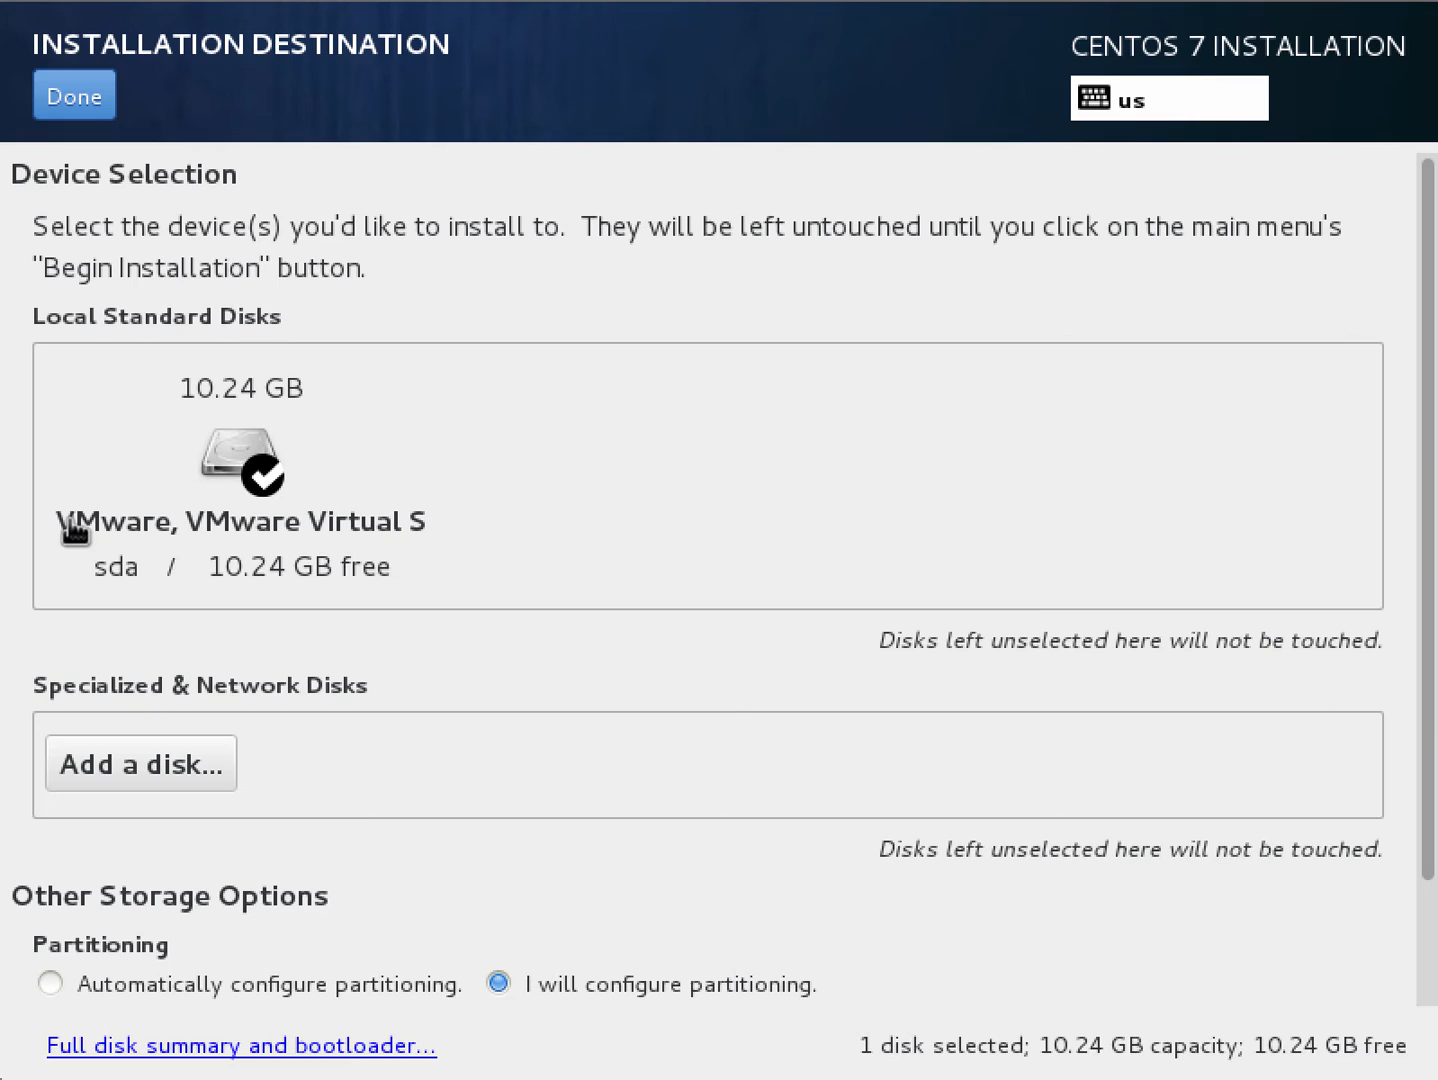 INSTALLATION DESTINATION
CENTOS 7 INSTALLATION
Done
us
Device Selection
Select the device(s) you'd like to install to.  They will be left untouched until you click on the main menu's
"Begin Installation" button.
Local Standard Disks
10.24 GB
VMware, VMware Virtual S
sda / 10.24 GB free
Disks left unselected here will not be touched.
Specialized & Network Disks
Add a disk...
Disks left unselected here will not be touched.
Other Storage Options
Partitioning
Automatically configure partitioning. I will configure partitioning.
Full disk summary and bootloader... 1 disk selected; 10.24 GB capacity; 10.24 GB free